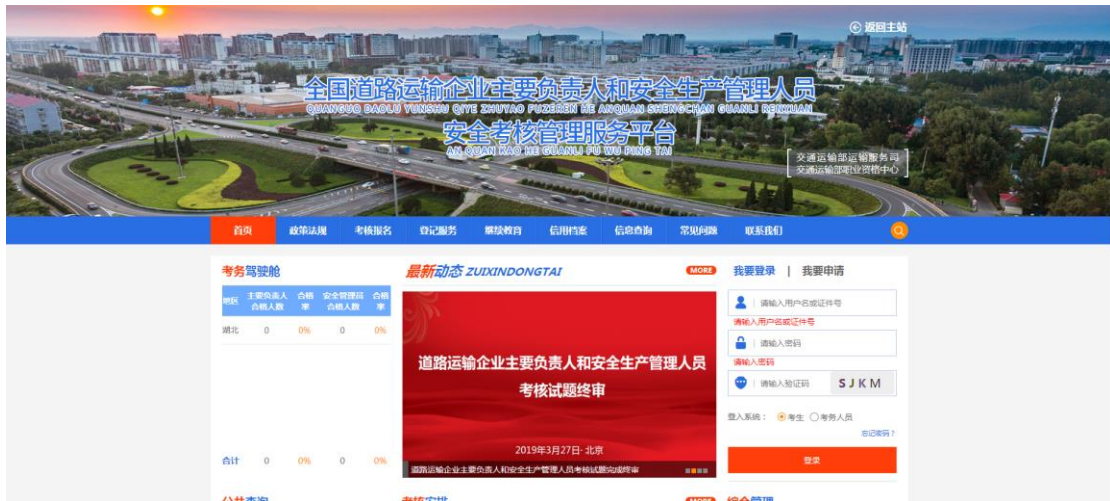 返回主站
全国道路运输企业主要负责人和安全生产管理人员
QUANGUO DAOLU YUNSHU QIYE ZHUYAO FUZEREN HE ANQUAN SHENGCHAN GUANLI RENYUAN
安全考核管理服务平台
AN QUAN KAO HE GUANLI FU WU PING TAI
交通运输部运输服务司
交通运输部职业资格中心
首页 政策法规 考核报名 登记服务 继续教育 信用档案 信息查询 常见问题 联系我们
考务驾驶舱
地区 主要负责人合格人数 合格率 安全管理员合格人数 合格率
湖北 0 0% 0 0%
合计 0 0% 0 0%
最新动态 ZUIXINDONGTAI MORE
道路运输企业主要负责人和安全生产管理人员
考核试题终审
2019年3月27日·北京
道路运输企业主要负责人和安全生产管理人员考核试题完成终审
我要登录 | 我要申请
请输入用户名或证件号
请输入用户名或证件号
请输入密码
请输入密码
请输入验证码 SJKM
登入系统： 考生 考务人员
忘记密码？
登录
公共查询
考核安排 MORE
综合管理